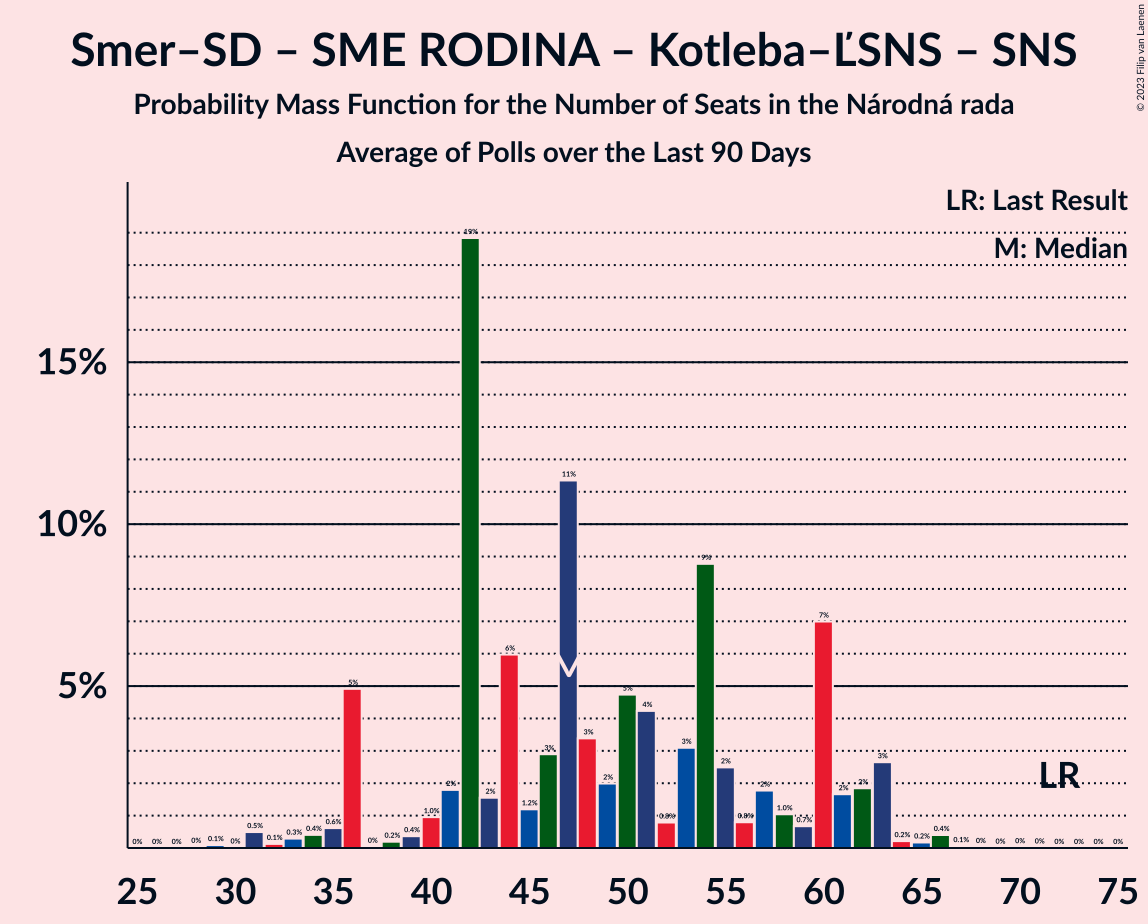 Smer–SD – SME RODINA – Kotleba–ĽSNS – SNS
Probability Mass Function for the Number of Seats in the Národná rada
Average of Polls over the Last 90 Days
© 2023 Filip van Laenen
LR: Last Result
M: Median
15%
10%
5%
0% 0% 0% 0% 0.1% 0% 0.5% 0.1% 0.3% 0.4% 0.6% 5% 0% 0.2% 0.4% 1.0% 2% 19% 2% 6% 1.2% 3% 11% 3% 2% 5% 4% 0.8% 3% 9% 2% 0.8% 2% 1.0% 0.7% 7% 2% 2% 3% 0.2% 0.2% 0.4% 0.1% 0% 0% 0% 0% 0% 0% 0% 0%
LR
25 30 35 40 45 50 55 60 65 70 75